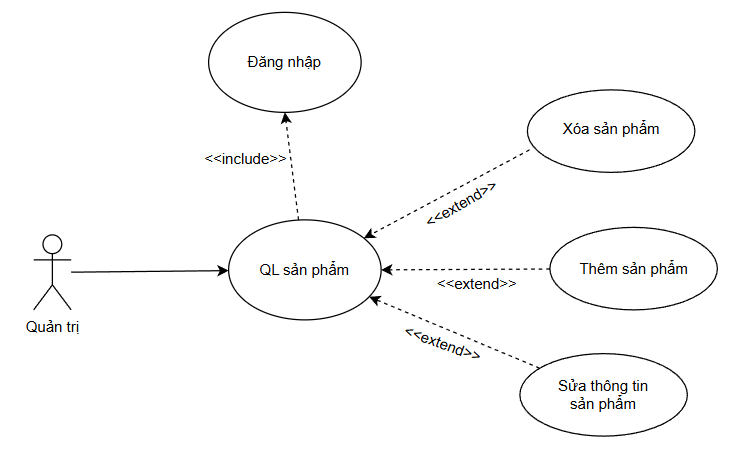 Đăng nhập
Xóa sản phẩm
<<include>>
<<extend>>
QL sản phẩm
Thêm sản phẩm
<<extend>>
Quản trị
<<extend>>
Sửa thông tin
sản phẩm